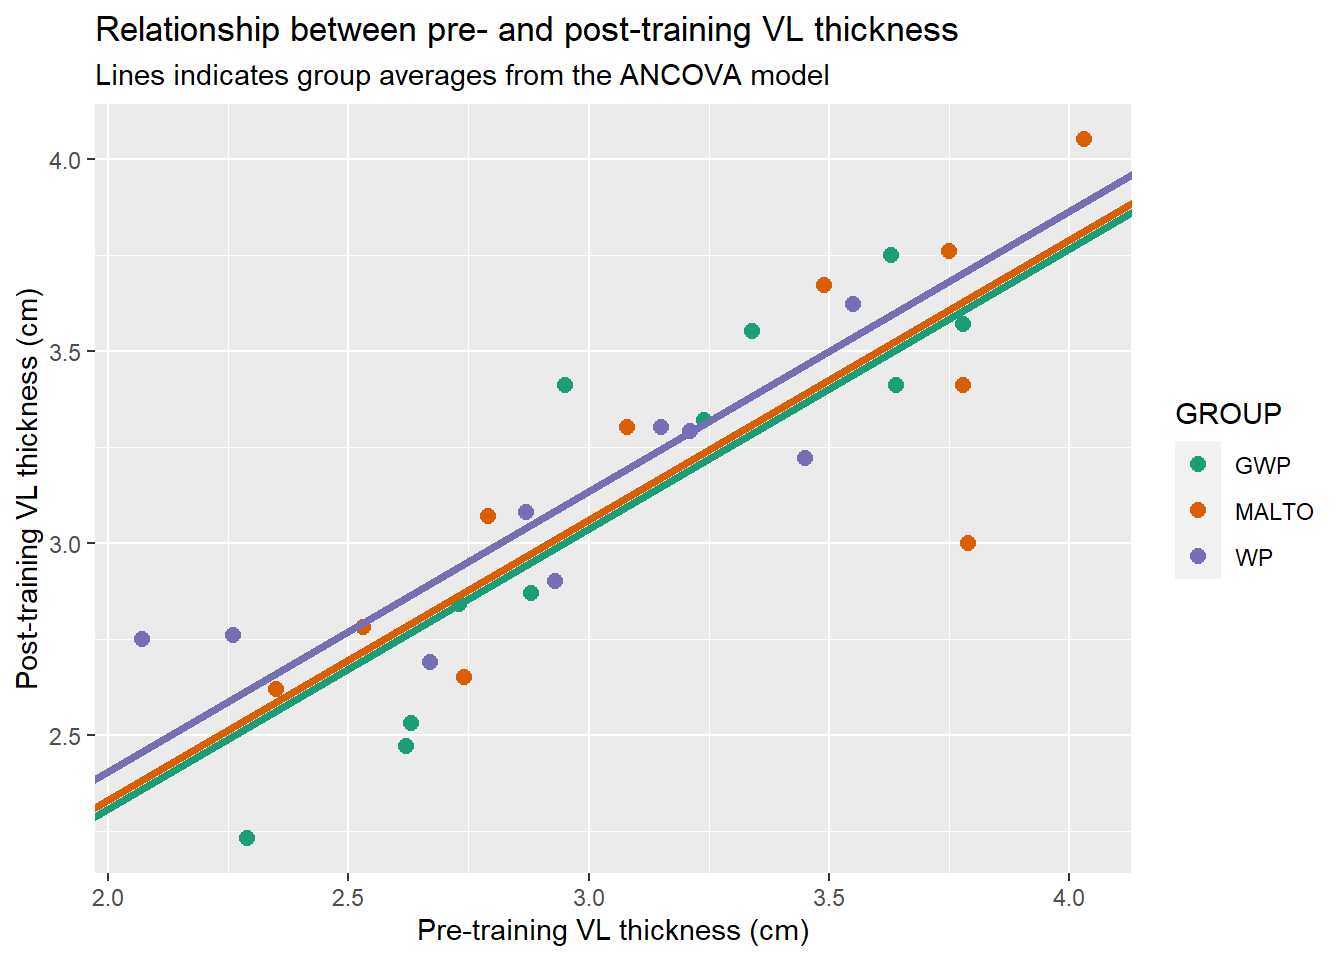 Relationship between pre- and post-training VL thickness
Lines indicates group averages from the ANCOVA model
Post-training VL thickness (cm)
4.0
3.5
3.0
2.5
2.0 2.5 3.0 3.5 4.0
Pre-training VL thickness (cm)
GROUP
GWP
MALTO
WP